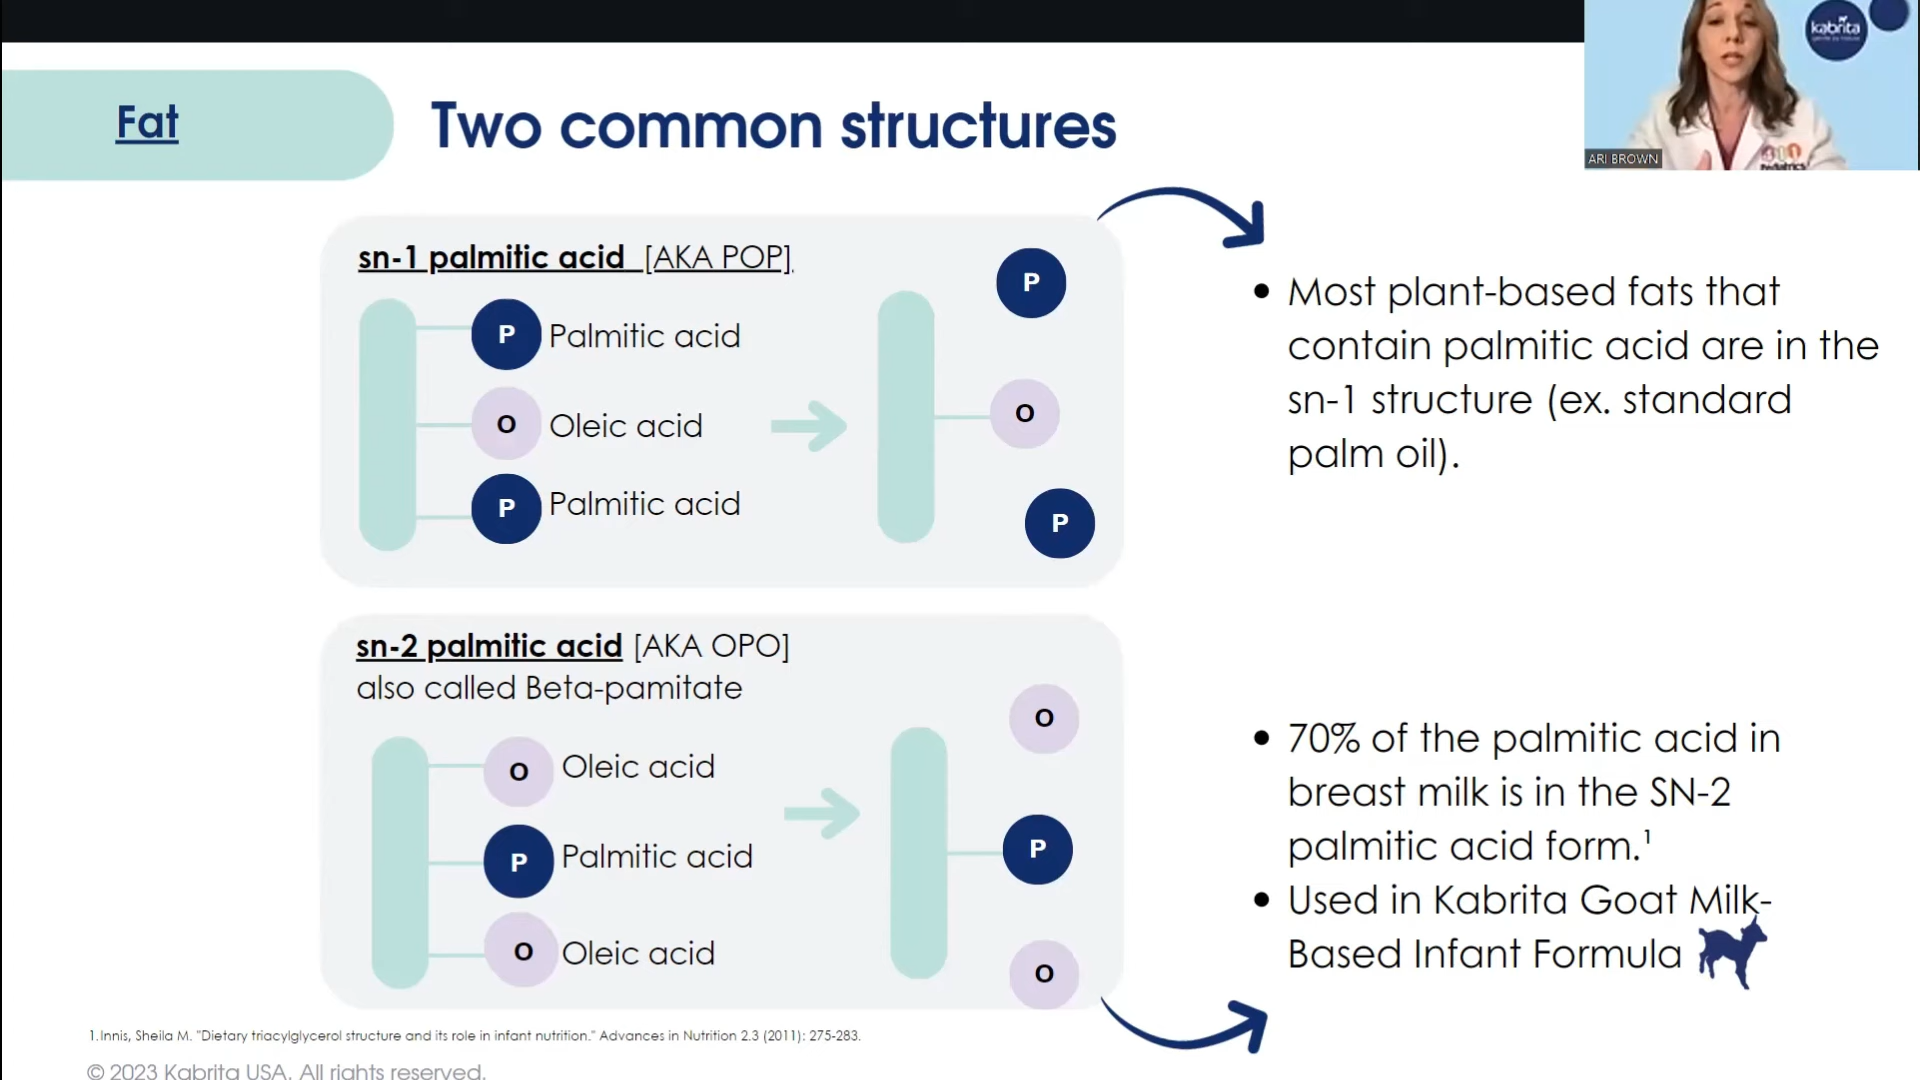 kabrita
ARI BROWN
Pediatrics
Fat
Two common structures
sn-1 palmitic acid [AKA POP]
P Palmitic acid
O Oleic acid
P Palmitic acid
P
O
P
Most plant-based fats that
contain palmitic acid are in the
sn-1 structure (ex. standard
palm oil).
sn-2 palmitic acid [AKA OPO]
also called Beta-pamitate
O Oleic acid
P Palmitic acid
O Oleic acid
O
P
O
70% of the palmitic acid in
breast milk is in the SN-2
palmitic acid form.¹
Used in Kabrita Goat Milk-
Based Infant Formula
1. Innis, Sheila M. "Dietary triacylglycerol structure and its role in infant nutrition." Advances in Nutrition 2.3 (2011): 275-283.
© 2023 Kabrita USA. All rights reserved.